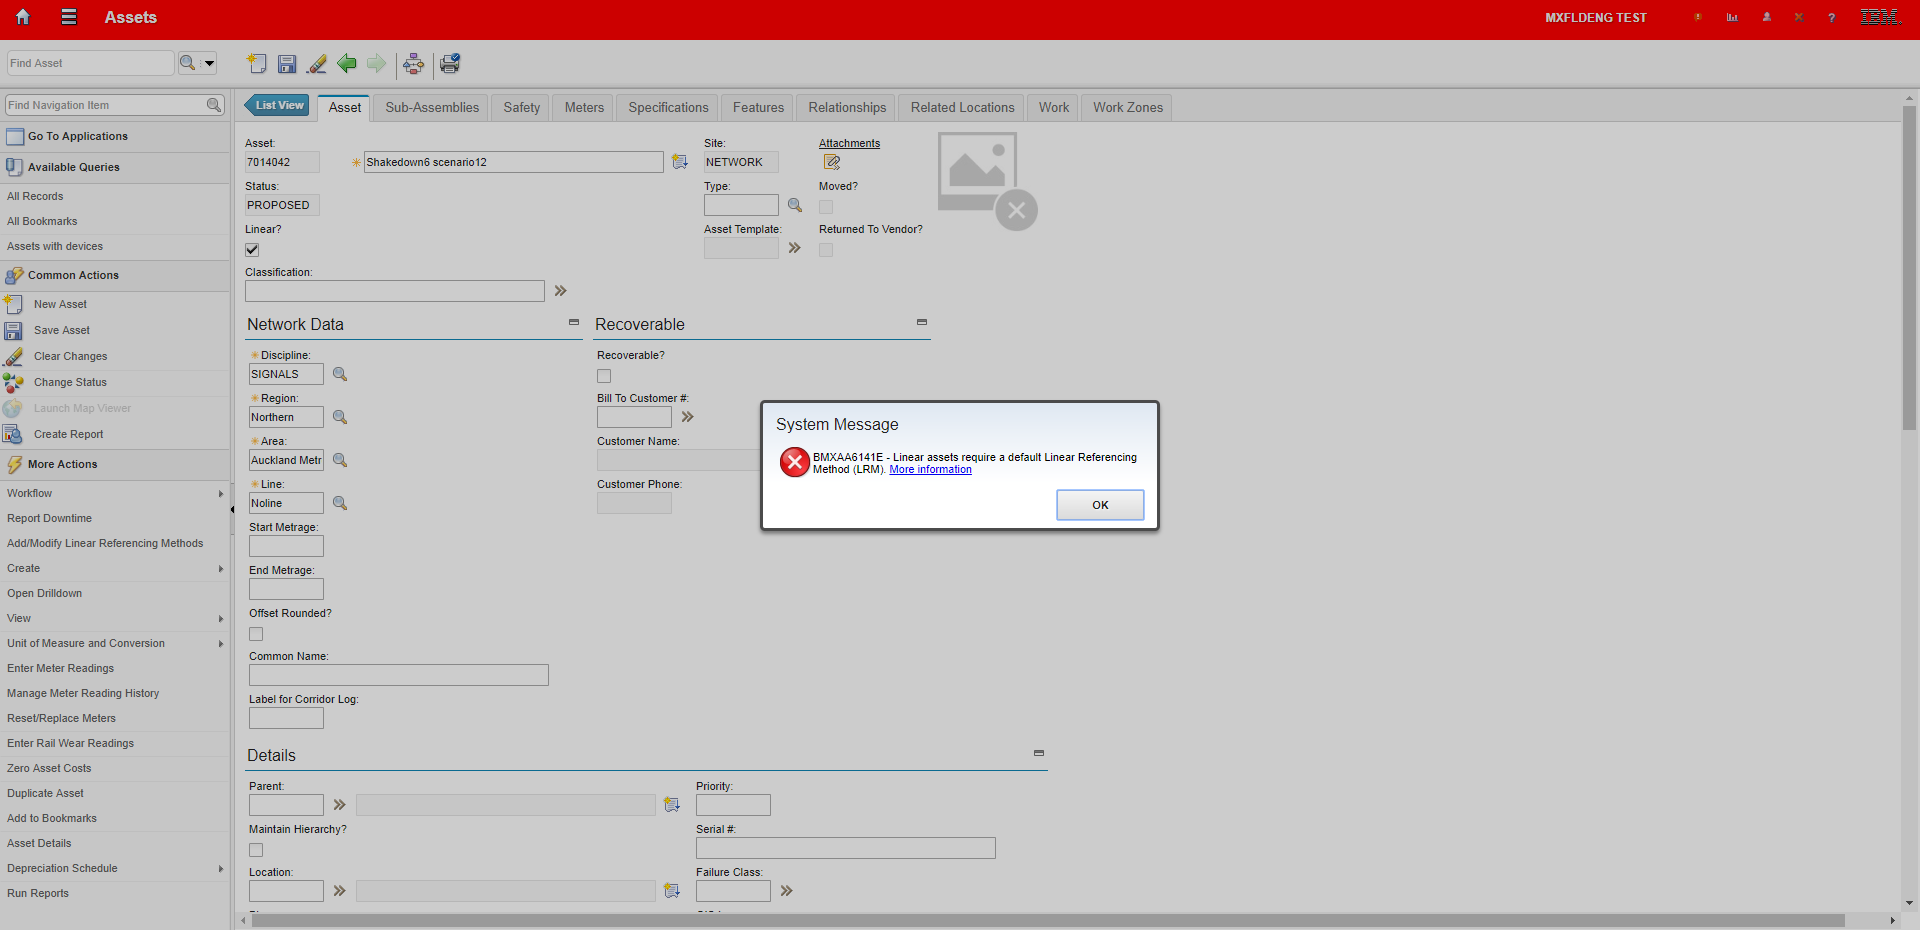 Assets
MXFLDENG TEST
IBM.
Find Asset
Find Navigation Item
Go To Applications
Available Queries
All Records
All Bookmarks
Assets with devices
Common Actions
New Asset
Save Asset
Clear Changes
Change Status
Launch Map Viewer
Create Report
More Actions
Workflow
Report Downtime
Add/Modify Linear Referencing Methods
Create
Open Drilldown
View
Unit of Measure and Conversion
Enter Meter Readings
Manage Meter Reading History
Reset/Replace Meters
Enter Rail Wear Readings
Zero Asset Costs
Duplicate Asset
Add to Bookmarks
Asset Details
Depreciation Schedule
Run Reports
List View Asset Sub-Assemblies Safety Meters Specifications Features Relationships Related Locations Work Work Zones
Asset:
7014042
Shakedown6 scenario12
Site:
NETWORK
Attachments
Status:
PROPOSED
Type:
Moved?
Linear?
Asset Template:
Returned To Vendor?
Classification:
Network Data
Discipline:
SIGNALS
Region:
Northern
Area:
Auckland Metr
Line:
Noline
Start Metrage:
End Metrage:
Offset Rounded?
Common Name:
Label for Corridor Log:
Recoverable
Recoverable?
Bill To Customer #:
Customer Name:
Customer Phone:
System Message
BMXAA6141E - Linear assets require a default Linear Referencing
Method (LRM). More information
OK
Details
Parent:
Priority:
Maintain Hierarchy?
Serial #:
Location:
Failure Class: